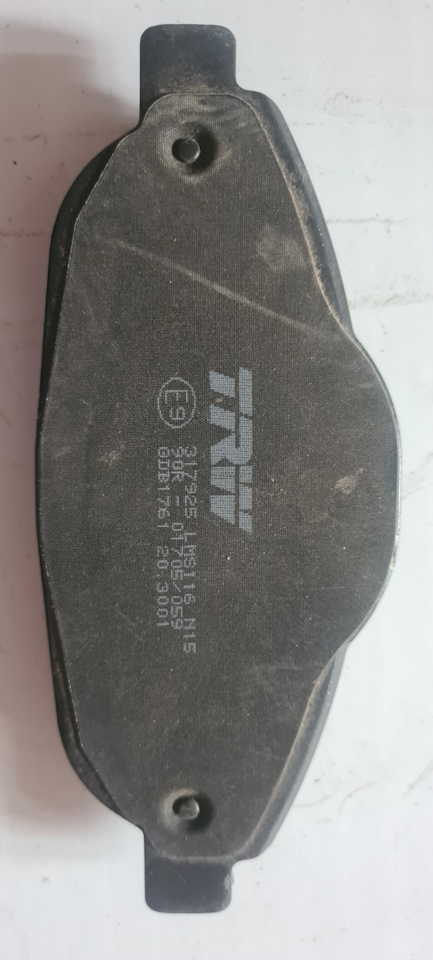 TRW
E9
317925 LMS116 N15
90R - 01705/059
GDB1761 20.3001